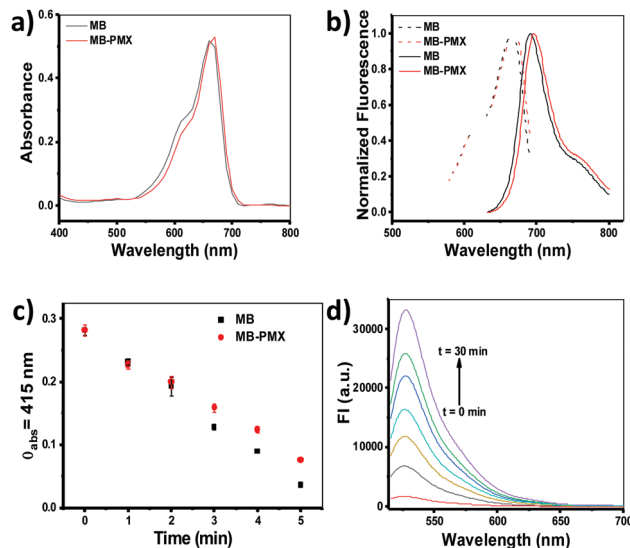 a)
MB
MB-PMX
Absorbance
0.6
0.4
0.2
0.0
400 500 600 700 800
Wavelength (nm)
b)
MB
MB-PMX
MB
MB-PMX
Normalized Fluorescence
1.0
0.8
0.6
0.4
0.2
0.0
500 600 700 800
Wavelength (nm)
c)
MB
MB-PMX
θabs= 415 nm
0.3
0.2
0.1
0 1 2 3 4 5
Time (min)
d)
t = 30 min
t = 0 min
FI (a.u.)
30000
20000
10000
0
550 600 650 700
Wavelength (nm)